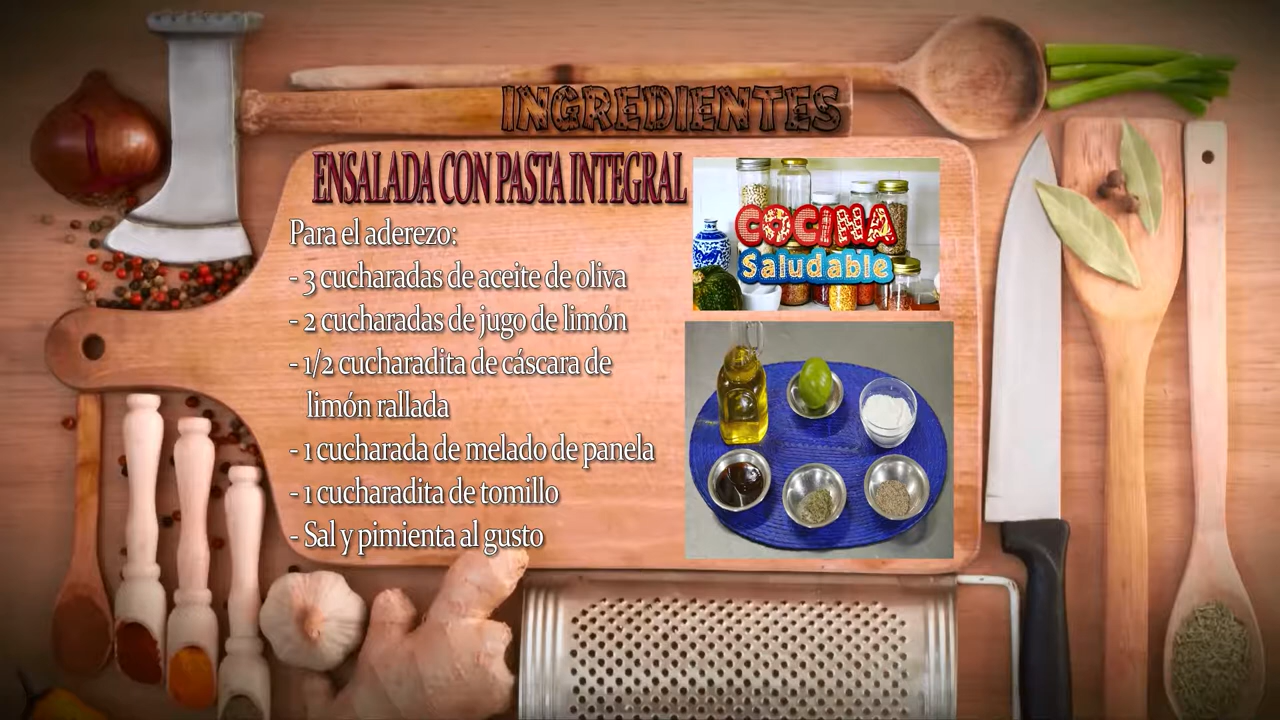 INGREDIENTES
ENSALADA CON PASTA INTEGRAL
Para el aderezo:
- 3 cucharadas de aceite de oliva
- 2 cucharadas de jugo de limón
- 1/2 cucharadita de cáscara de
limón rallada
- 1 cucharada de melado de panela
- 1 cucharadita de tomillo
- Sal y pimienta al gusto
COCINA
Saludable